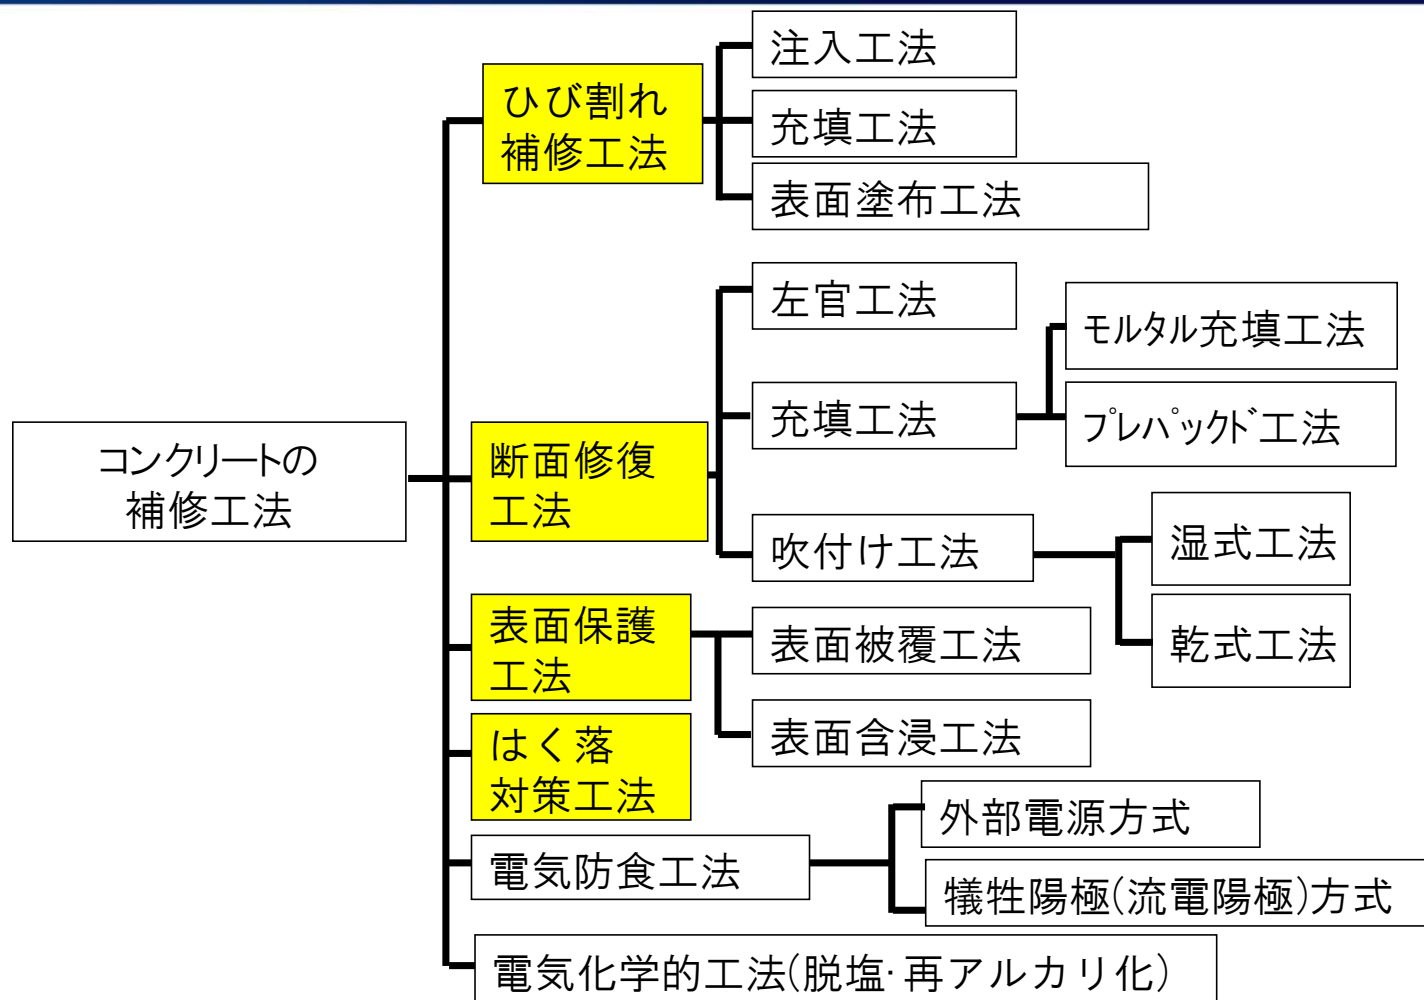 コンクリートの
補修工法
ひび割れ
補修工法
注入工法
充填工法
表面塗布工法
断面修復
工法
左官工法
充填工法
モルタル充填工法
プレパックド工法
吹付け工法
湿式工法
乾式工法
表面保護
工法
表面被覆工法
表面含浸工法
はく落
対策工法
電気防食工法
外部電源方式
犠牲陽極(流電陽極)方式
電気化学的工法(脱塩･再アルカリ化)